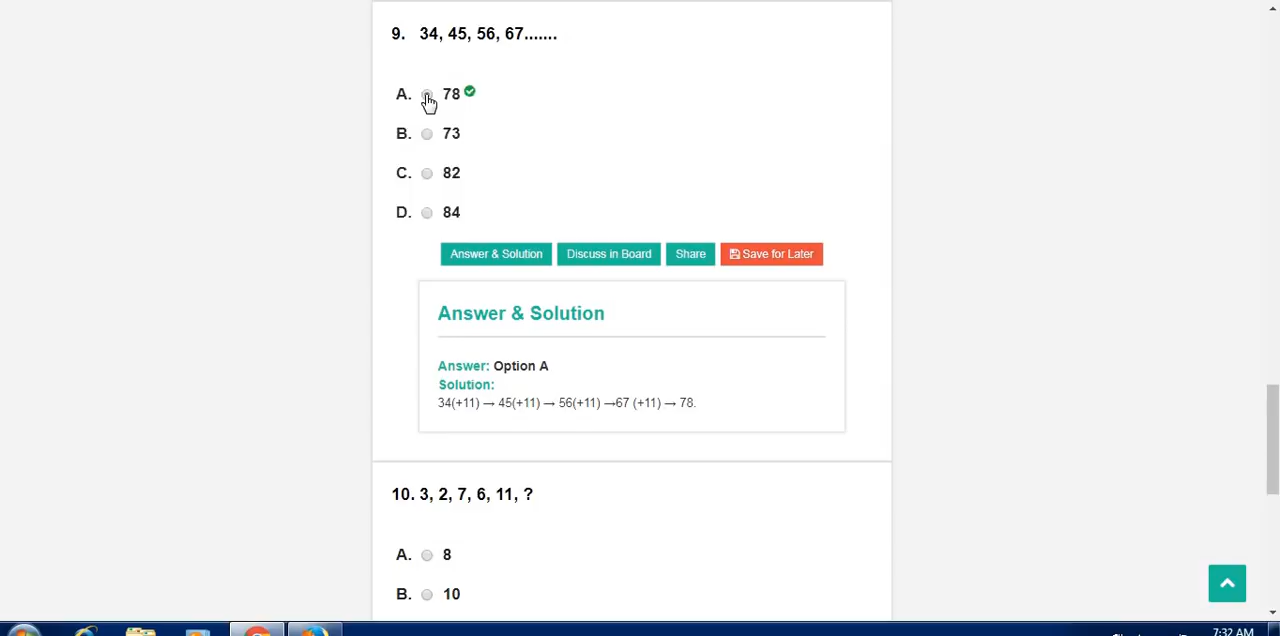 9. 34, 45, 56, 67.......
A. 78
B. 73
C. 82
D. 84
Answer & Solution Discuss in Board Share Save for Later
Answer & Solution
Answer: Option A
Solution:
34(+11) → 45(+11) → 56(+11) →67 (+11) → 78.
10. 3, 2, 7, 6, 11, ?
A. 8
B. 10
7:32 AM